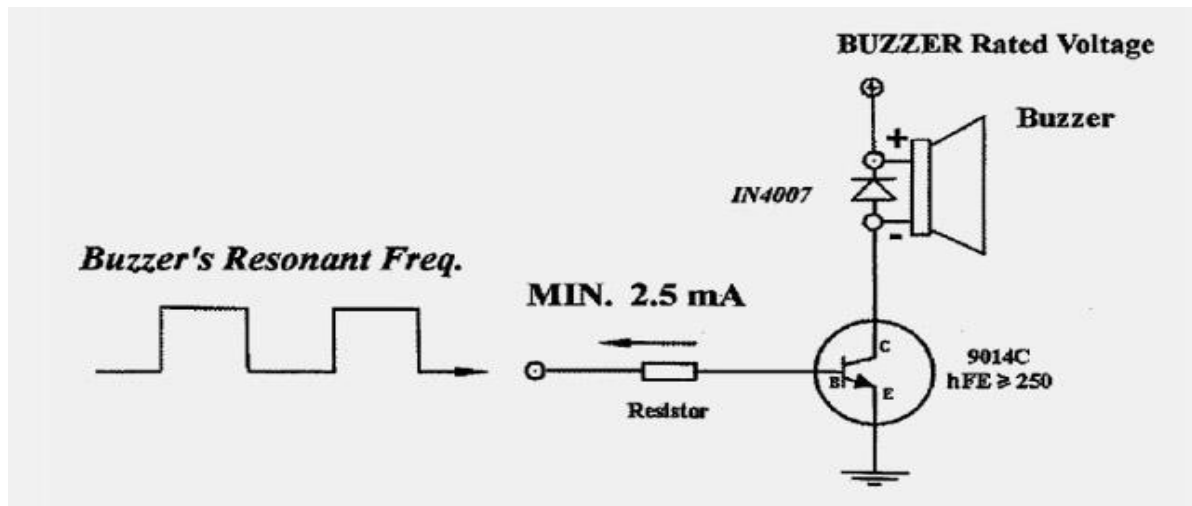 BUZZER Rated Voltage
+
Buzzer
IN4007
-
Buzzer's Resonant Freq.
MIN. 2.5 mA
C
9014C
B
hFE ≥ 250
E
Resistor